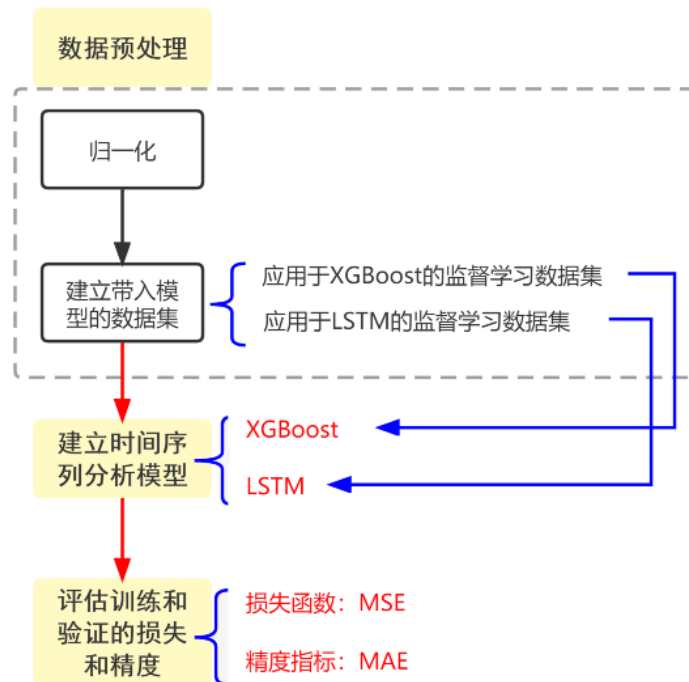 数据预处理
归一化
建立带入模
型的数据集
应用于XGBoost的监督学习数据集
应用于LSTM的监督学习数据集
建立时间序
列分析模型
XGBoost
LSTM
评估训练和
验证的损失
和精度
损失函数：MSE
精度指标：MAE